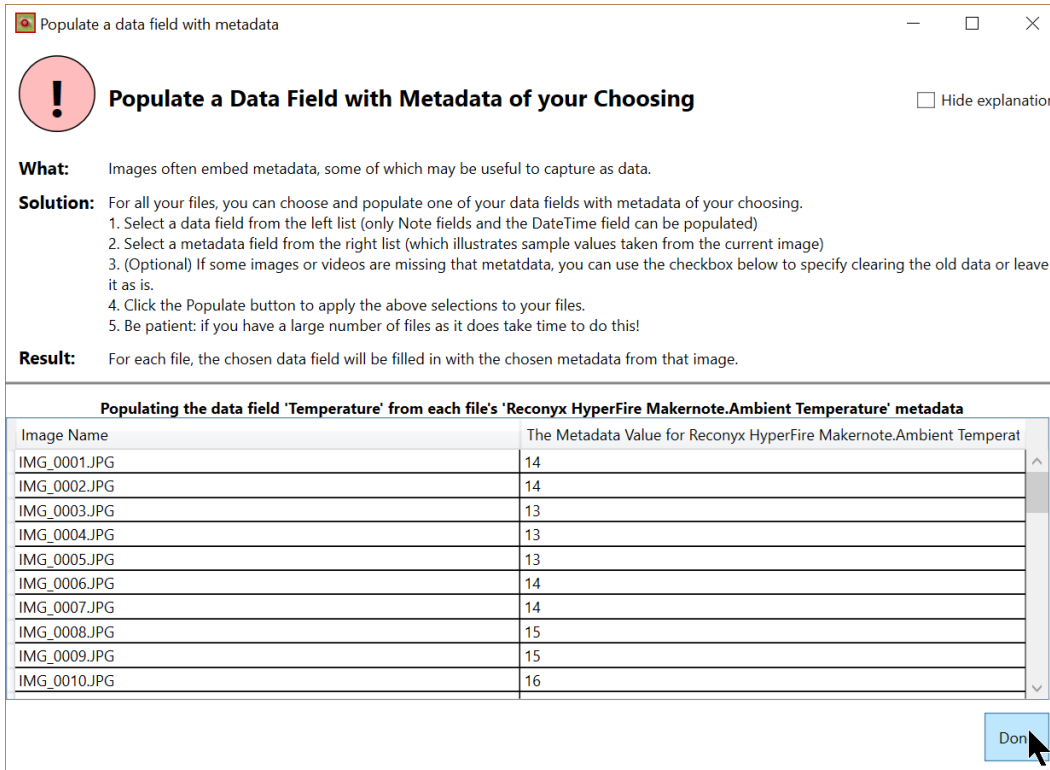 Populate a data field with metadata
!
Populate a Data Field with Metadata of your Choosing
Hide explanation
What: Images often embed metadata, some of which may be useful to capture as data.
Solution: For all your files, you can choose and populate one of your data fields with metadata of your choosing.
1. Select a data field from the left list (only Note fields and the DateTime field can be populated)
2. Select a metadata field from the right list (which illustrates sample values taken from the current image)
3. (Optional) If some images or videos are missing that metatdata, you can use the checkbox below to specify clearing the old data or leave
it as is.
4. Click the Populate button to apply the above selections to your files.
5. Be patient: if you have a large number of files as it does take time to do this!
Result: For each file, the chosen data field will be filled in with the chosen metadata from that image.
Populating the data field 'Temperature' from each file's 'Reconyx HyperFire Makernote.Ambient Temperature' metadata
Image Name The Metadata Value for Reconyx HyperFire Makernote.Ambient Temperat
IMG_0001.JPG 14
IMG_0002.JPG 14
IMG_0003.JPG 13
IMG_0004.JPG 13
IMG_0005.JPG 13
IMG_0006.JPG 14
IMG_0007.JPG 14
IMG_0008.JPG 15
IMG_0009.JPG 15
IMG_0010.JPG 16
Don